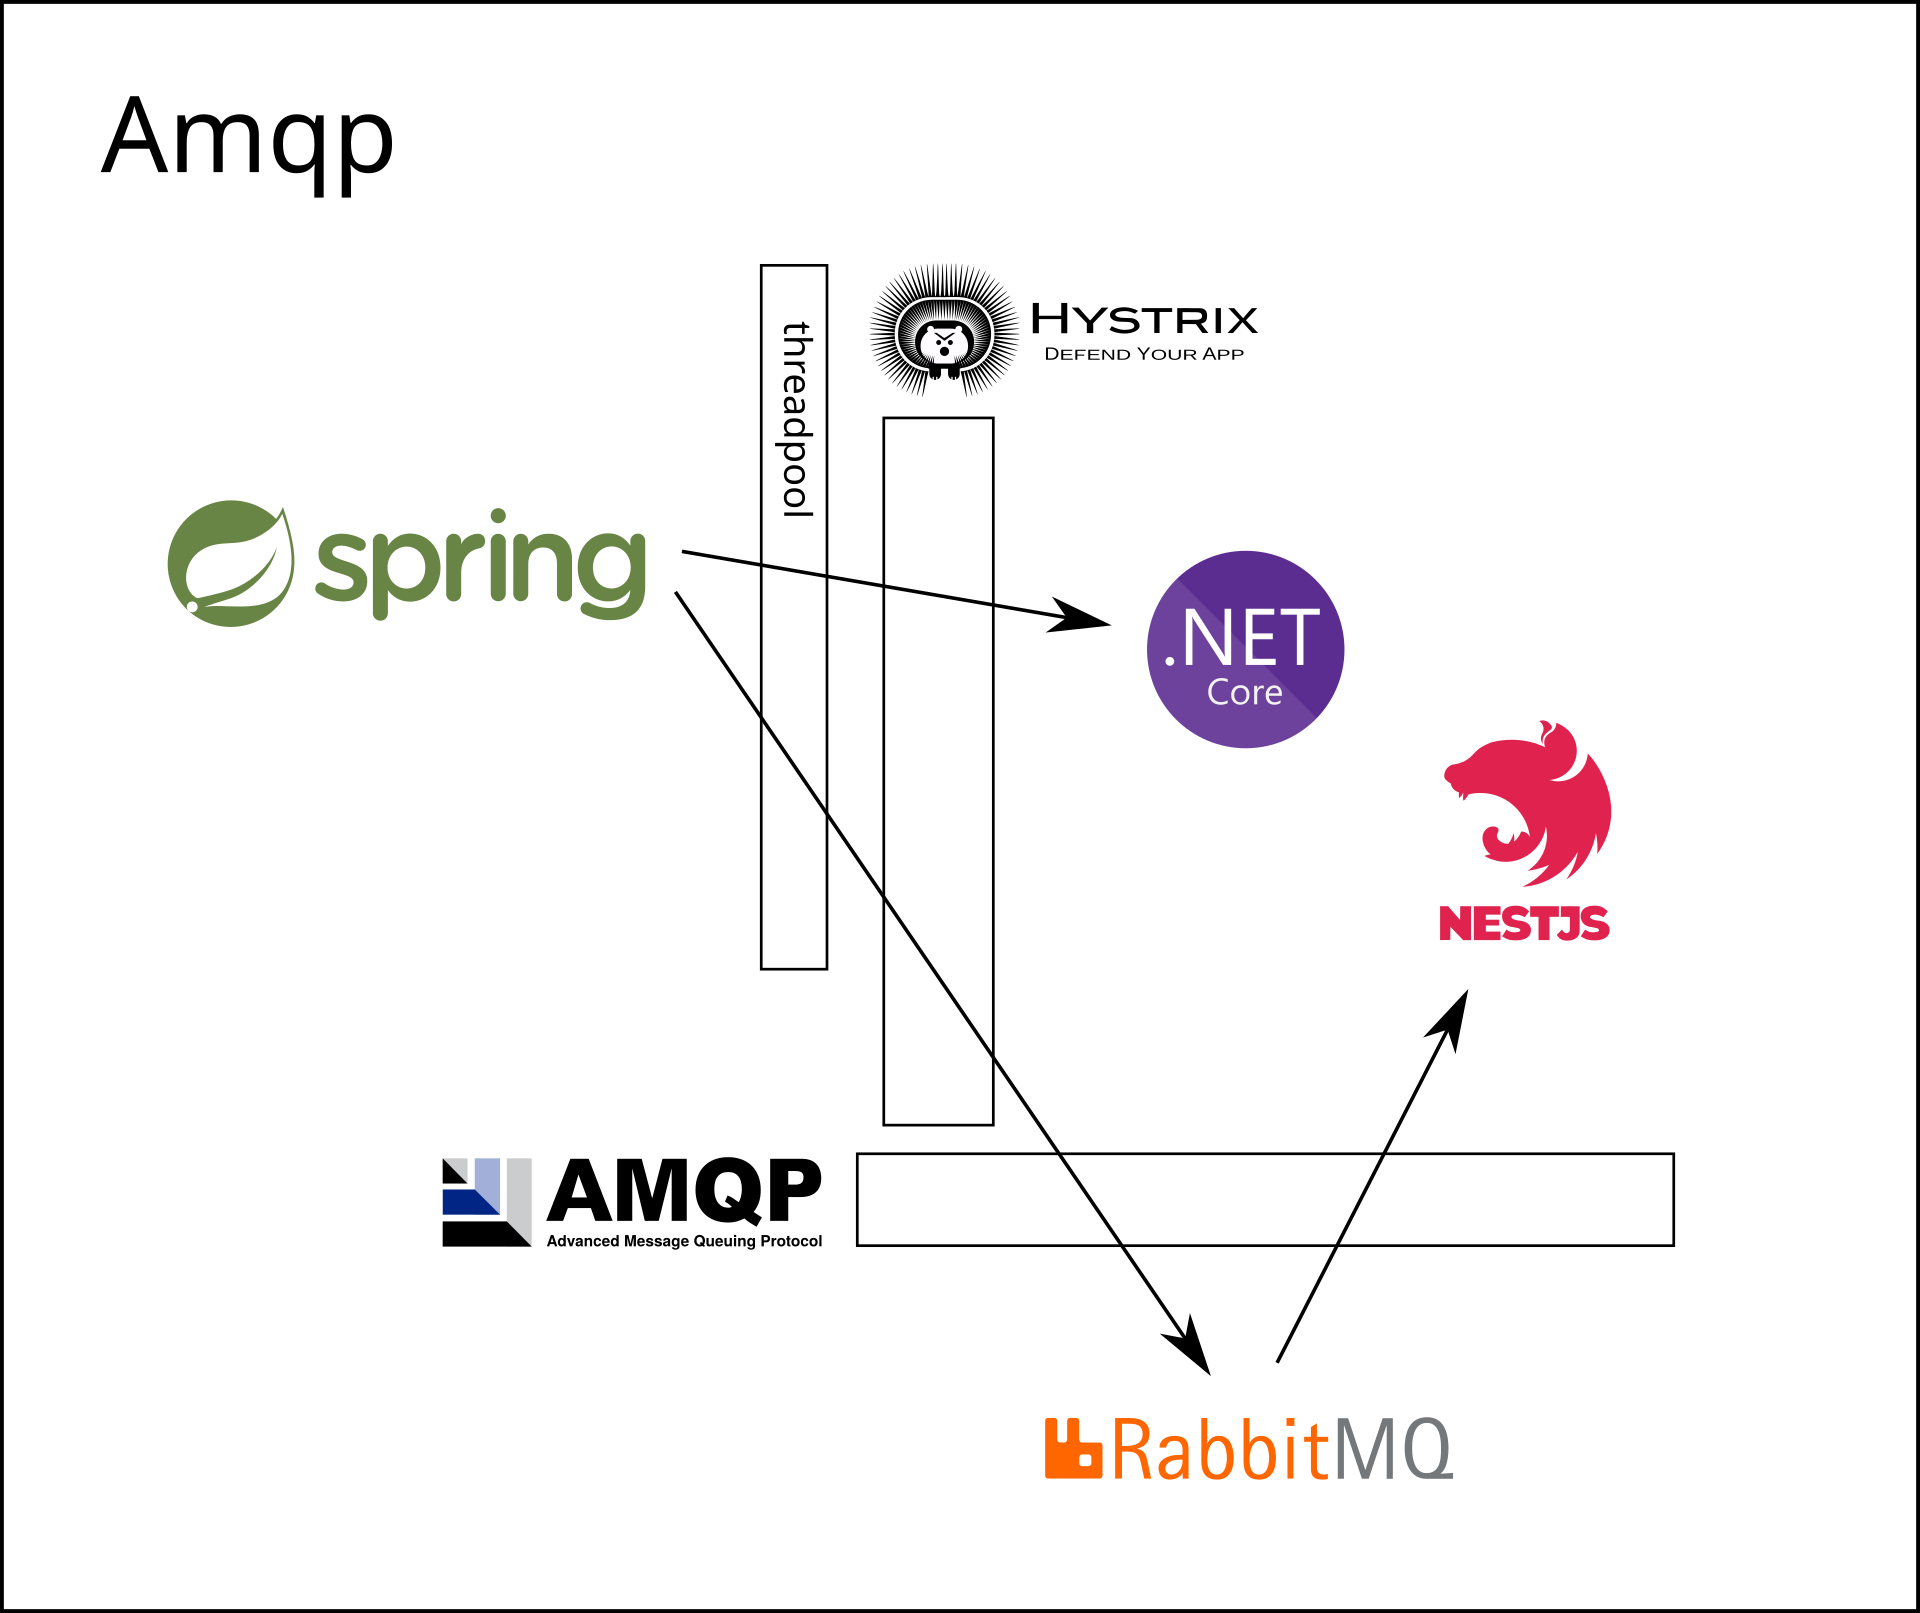 Amqp
threadpool
HYSTRIX
DEFEND YOUR APP
spring
.NET
Core
NESTJS
AMQP
Advanced Message Queuing Protocol
RabbitMQ